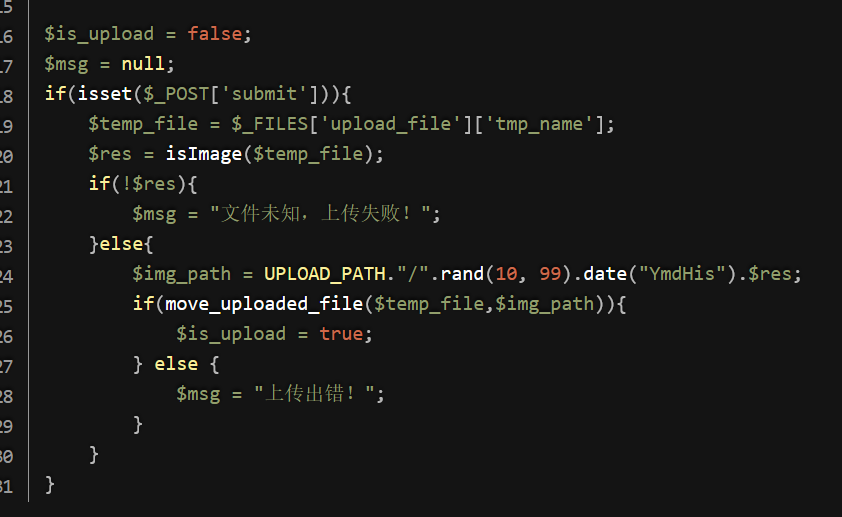 15
16 $is_upload = false;
17 $msg = null;
18 if(isset($_POST['submit'])){
19     $temp_file = $_FILES['upload_file']['tmp_name'];
20     $res = isImage($temp_file);
21     if(!$res){
22         $msg = "文件未知，上传失败！";
23     }else{
24         $img_path = UPLOAD_PATH."/".rand(10, 99).date("YmdHis").$res;
25         if(move_uploaded_file($temp_file,$img_path)){
26             $is_upload = true;
27         } else {
28             $msg = "上传出错！";
29         }
30     }
31 }